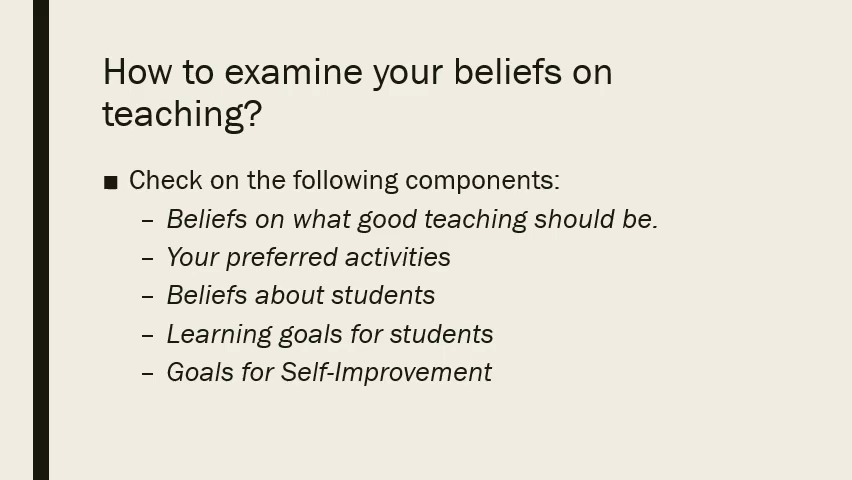 How to examine your beliefs on
teaching?
■ Check on the following components:
– Beliefs on what good teaching should be.
– Your preferred activities
– Beliefs about students
– Learning goals for students
– Goals for Self-Improvement